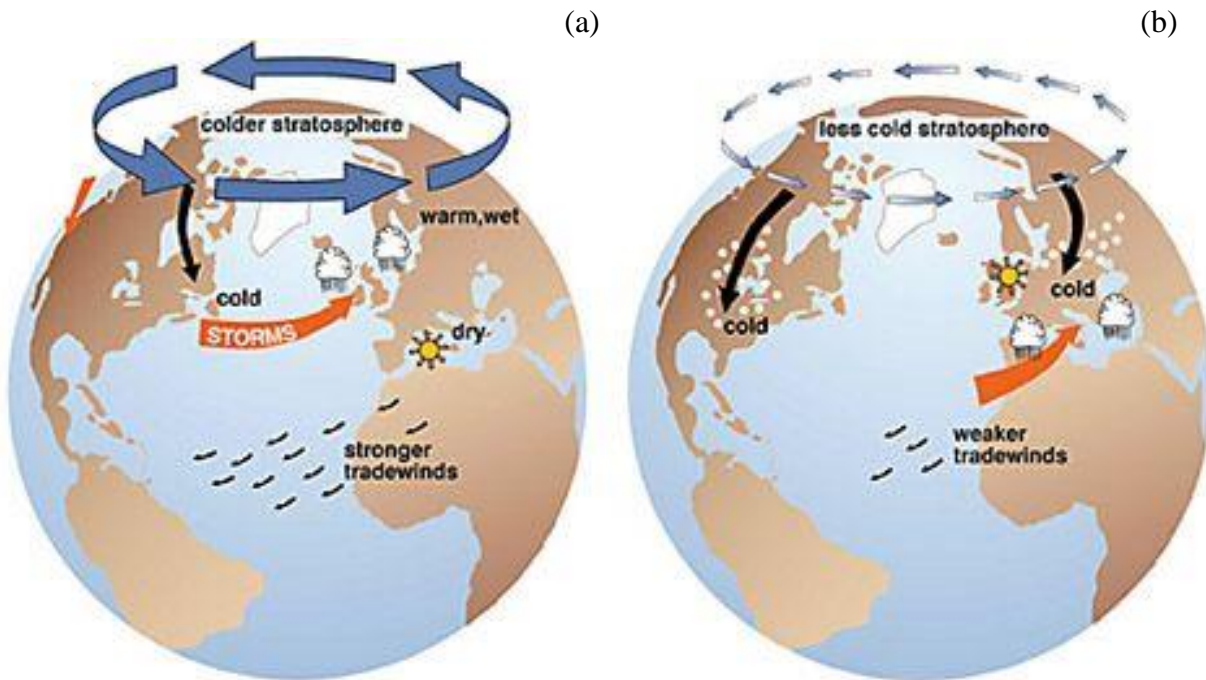 (a)
colder stratosphere
warm,wet
cold
STORMS
dry
stronger
tradewinds
(b)
less cold stratosphere
cold
cold
weaker
tradewinds